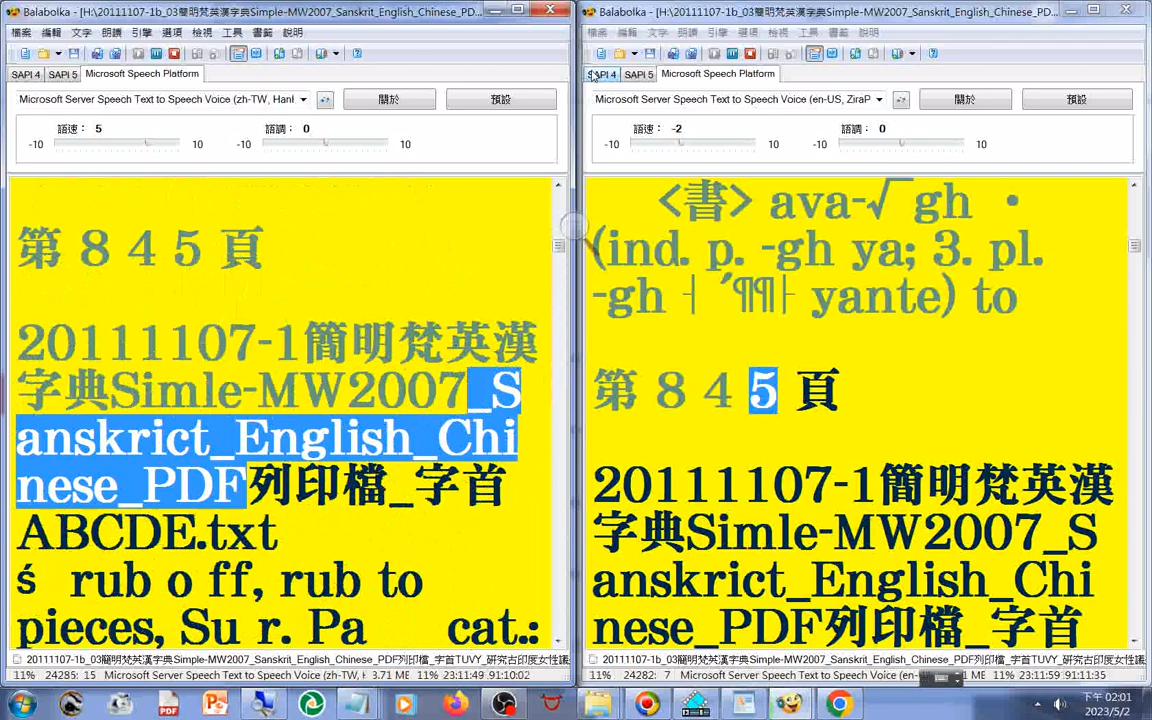 Balabolka - [H:\20111107-1b_03簡明梵英漢字典Simple-MW2007_Sanskrit_English_Chinese_PD...
檔案 編輯 文字 朗讀 引擎 選項 檢視 工具 書籤 說明
SAPI 4 SAPI 5 Microsoft Speech Platform
Microsoft Server Speech Text to Speech Voice (zh-TW, HanH 關於 預設
語速： 5 語調： 0
-10 10 -10 10
第 8 4 5 頁
20111107-1簡明梵英漢
字典Simle-MW2007_S
anskrict_English_Chi
nese_PDF列印檔_字首
ABCDE.txt
ś rub o ff, rub to
pieces, Su r. Pa cat.:
20111107-1b_03簡明梵英漢字典Simple-MW2007_Sanskrit_English_Chinese_PDF列印檔_字首TUVY_研究古印度女性議
11% 24285: 15 Microsoft Server Speech Text to Speech Voice (zh-TW, H 3.71 ME 11% 23:11:49_91:10:02
Balabolka - [H:\20111107-1b_03簡明梵英漢字典Simple-MW2007_Sanskrit_English_Chinese_PD...
檔案 編輯 文字 朗讀 引擎 選項 檢視 工具 書籤 說明
SAPI 4 SAPI 5 Microsoft Speech Platform
Microsoft Server Speech Text to Speech Voice (en-US, ZiraP 關於 預設
語速： -2 語調： 0
-10 10 -10 10
<書> ava-√ gh ‧
(ind. p. -gh ya; 3. pl.
-gh ┤ˊ¶¶├ yante) to
第 8 4 5 頁
20111107-1簡明梵英漢
字典Simle-MW2007_S
anskrict_English_Chi
nese_PDF列印檔_字首
20111107-1b_03簡明梵英漢字典Simple-MW2007_Sanskrit_English_Chinese_PDF列印檔_字首TUVY_研究古印度女性議
11% 24282: 7 Microsoft Server Speech Text to Speech Voice (en- ME 11% 23:11:59_91:11:35
下午 02:01
2023/5/2